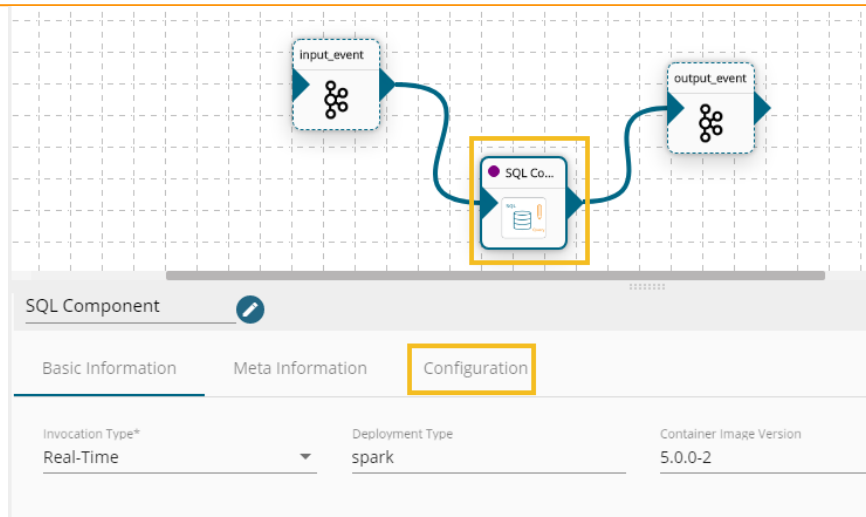 input_event
output_event
SQL Co...
SQL
SQL Component
Basic Information
Meta Information
Configuration
Invocation Type*
Deployment Type
Container Image Version
Real-Time
spark
5.0.0-2